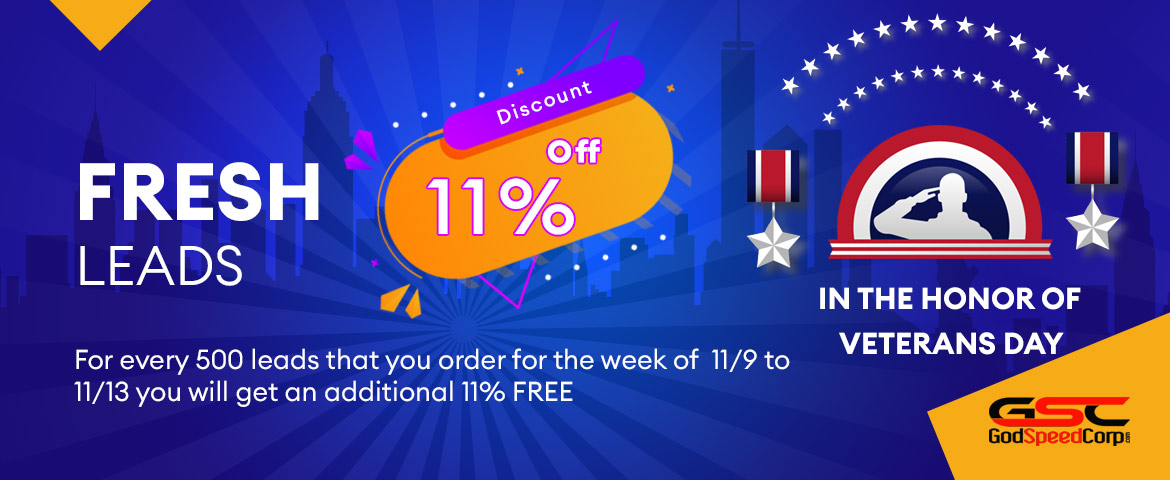 FRESH
LEADS
Discount
Off
11%
For every 500 leads that you order for the week of 11/9 to
11/13 you will get an additional 11% FREE
IN THE HONOR OF
VETERANS DAY
GSC
GodSpeedCorp